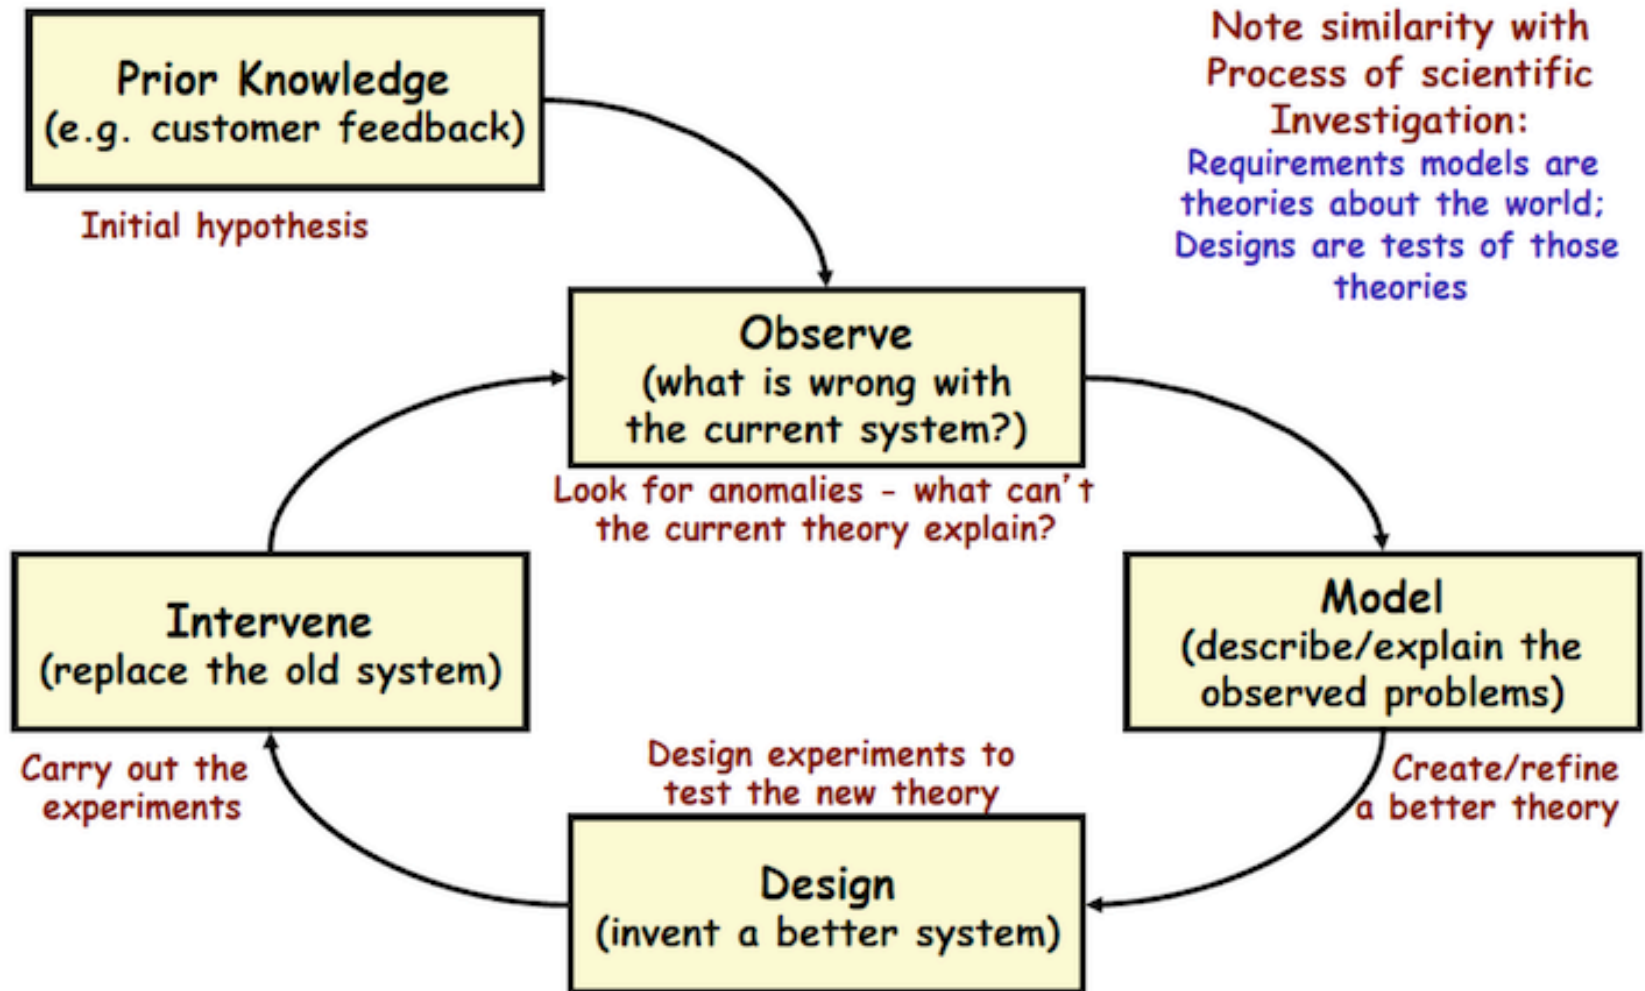 Prior Knowledge
(e.g. customer feedback)
Initial hypothesis
Note similarity with
Process of scientific
Investigation:
Requirements models are
theories about the world;
Designs are tests of those
theories
Observe
(what is wrong with
the current system?)
Look for anomalies - what can't
the current theory explain?
Model
(describe/explain the
observed problems)
Create/refine
a better theory
Design experiments to
test the new theory
Design
(invent a better system)
Intervene
(replace the old system)
Carry out the
experiments